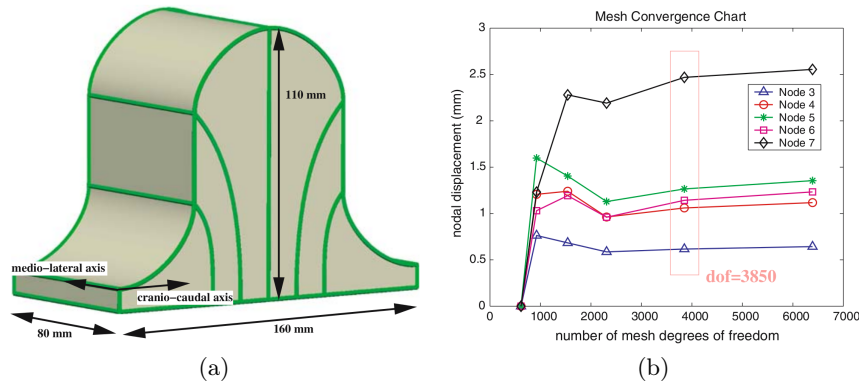 110 mm
medio-lateral axis
cranio-caudal axis
80 mm
160 mm
(a)
Mesh Convergence Chart
nodal displacement (mm)
3
2.5
2
1.5
1
0.5
0
Node 3
Node 4
Node 5
Node 6
Node 7
dof=3850
0 1000 2000 3000 4000 5000 6000 7000
number of mesh degrees of freedom
(b)